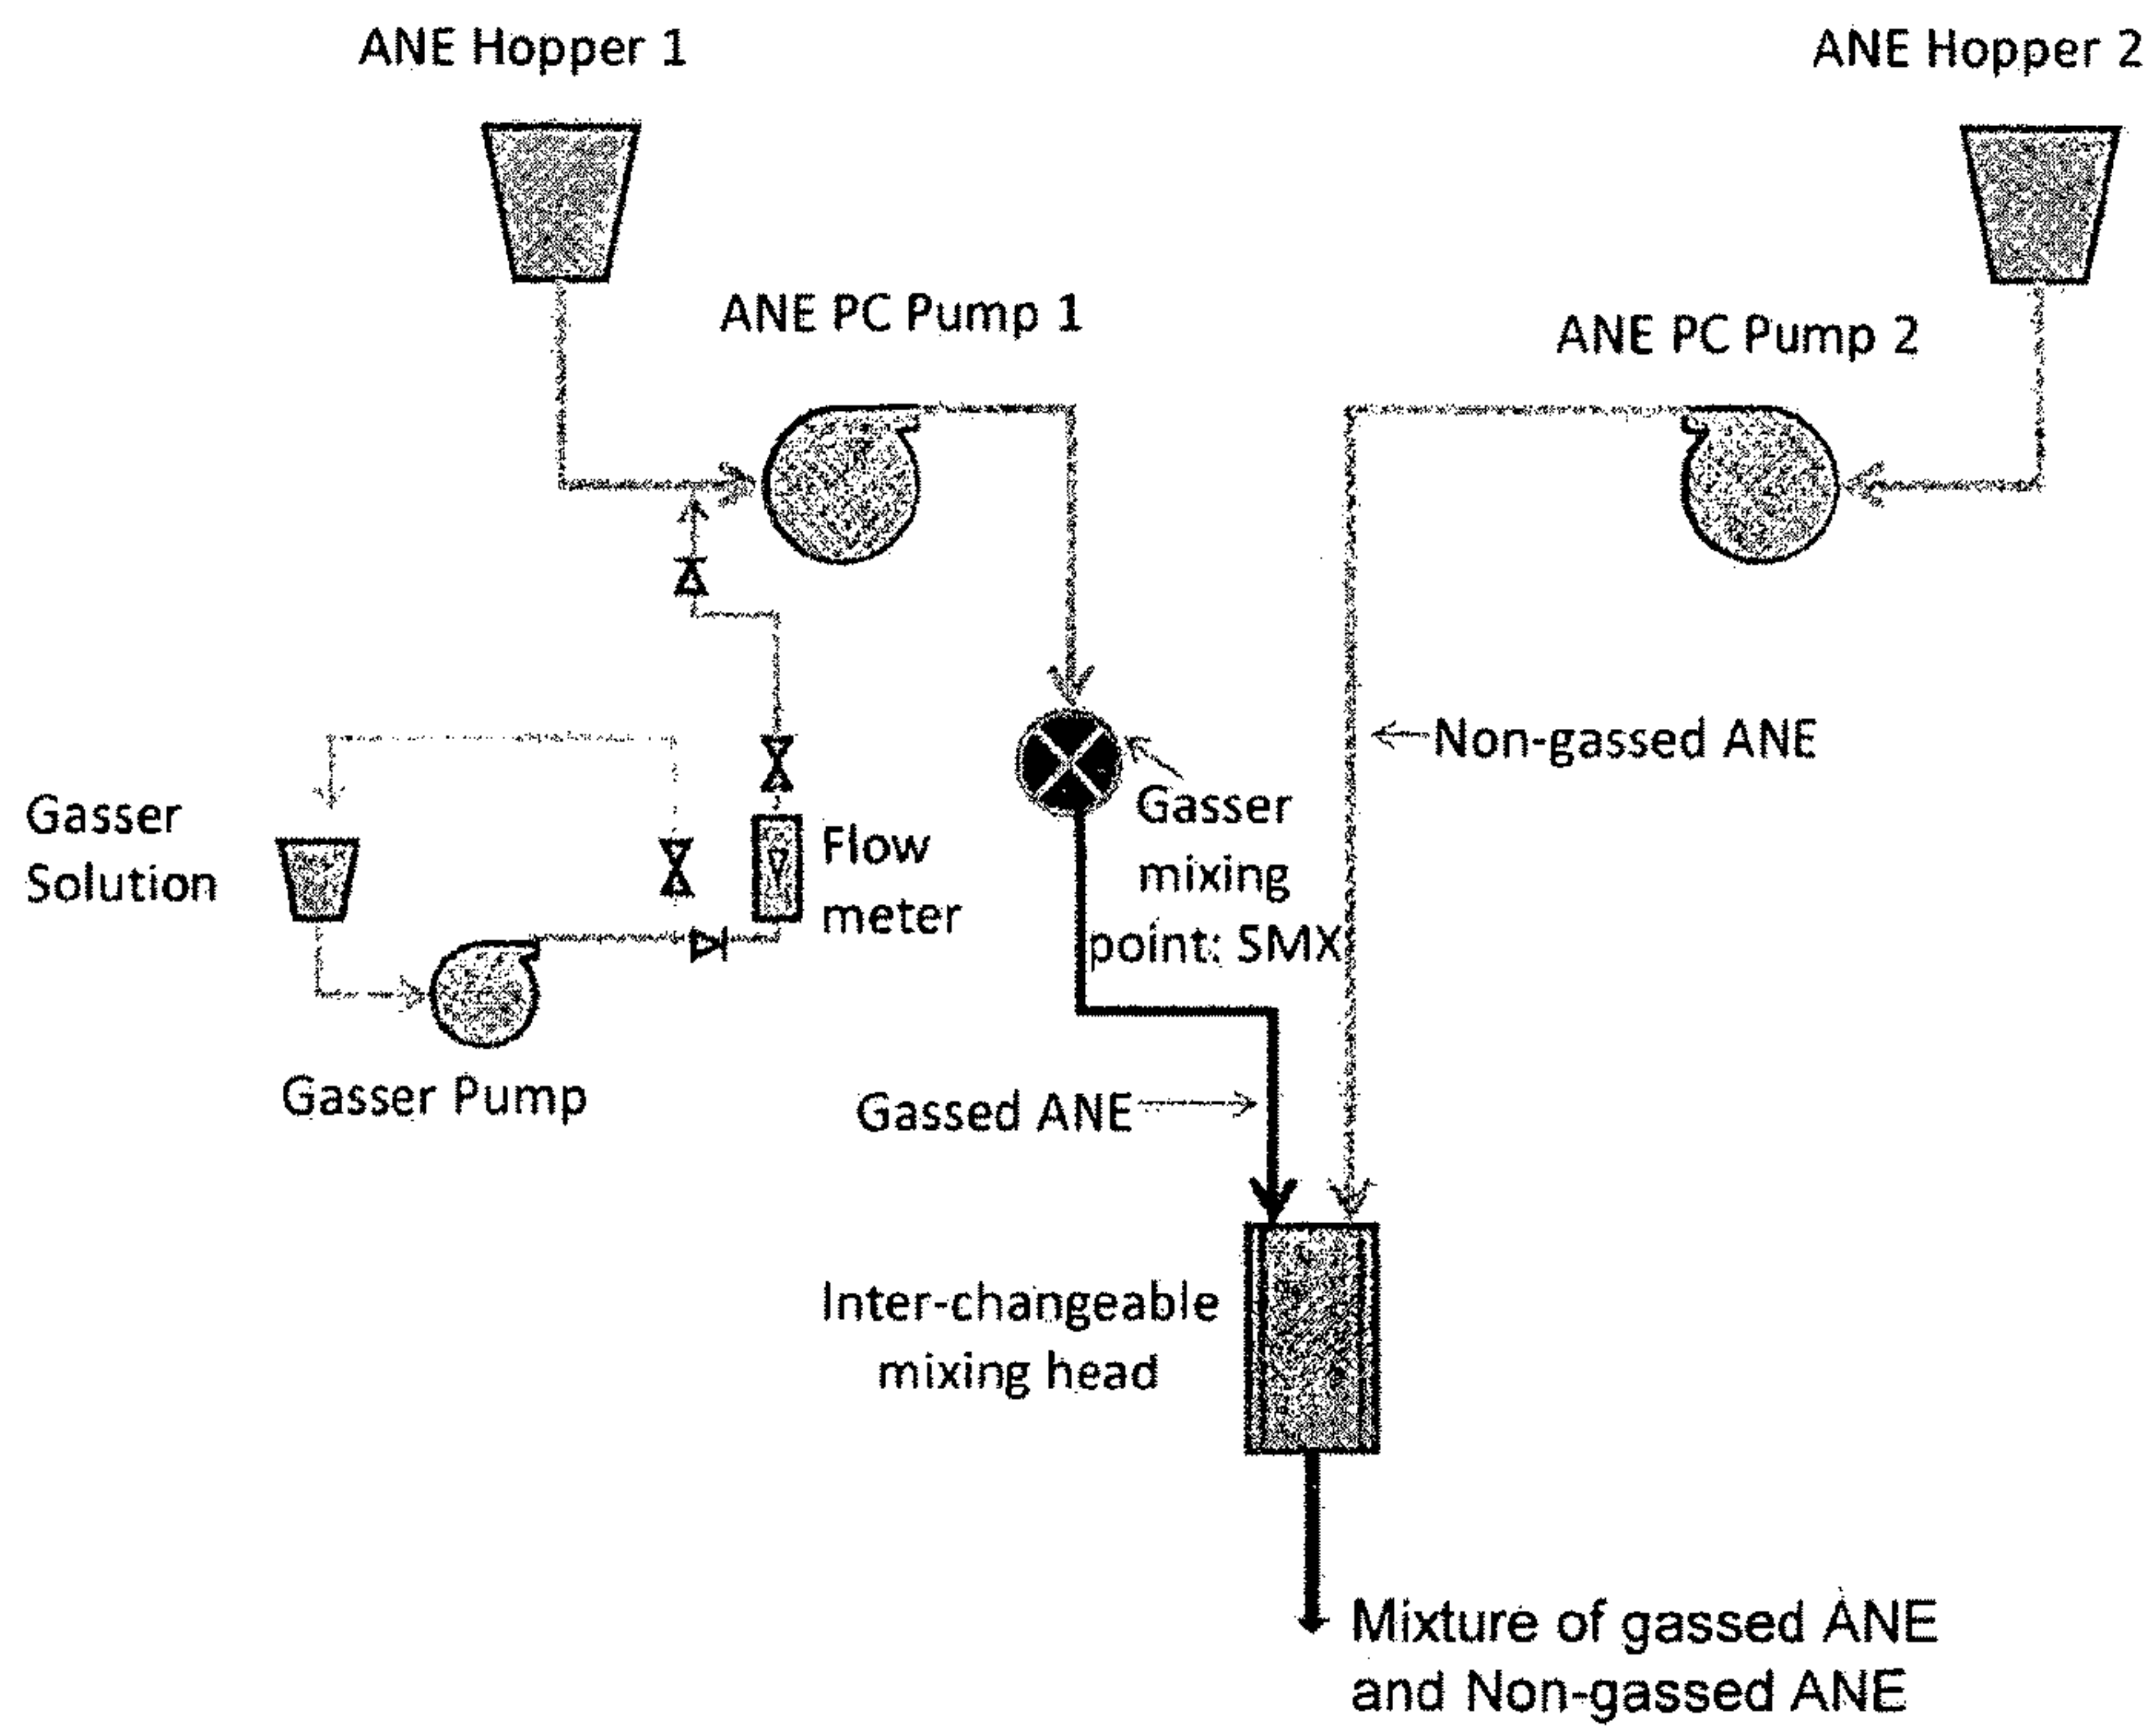 ANE Hopper 1
ANE Hopper 2
ANE PC Pump 1
ANE PC Pump 2
Non-gassed ANE
Gasser
mixing
point: SMX
Gasser
Solution
Flow
meter
Gasser Pump
Gassed ANE
Inter-changeable
mixing head
Mixture of gassed ANE
and Non-gassed ANE